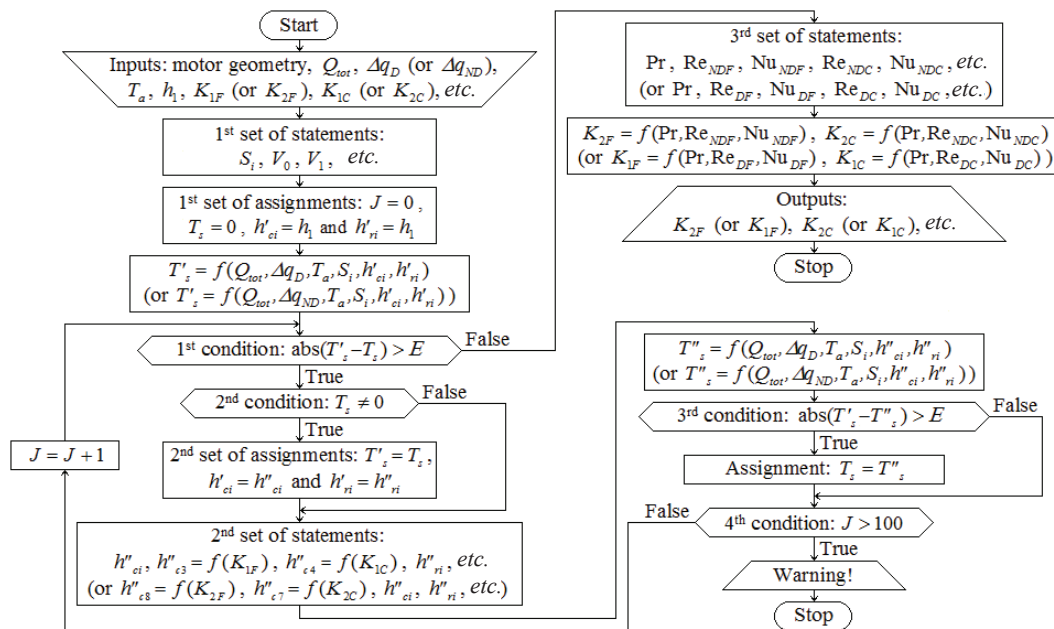 Start
Inputs: motor geometry, Q_tot, Δq_D (or Δq_ND),
T_a, h_1, K_1F (or K_2F), K_1C (or K_2C), etc.
1st set of statements:
S_i, V_0, V_1, etc.
1st set of assignments: J = 0,
T_s = 0, h'_ci = h_1 and h'_ri = h_1
T'_s = f(Q_tot, Δq_D, T_a, S_i, h'_ci, h'_ri)
(or T'_s = f(Q_tot, Δq_ND, T_a, S_i, h'_ci, h'_ri))
1st condition: abs(T'_s − T_s) > E
False
True
2nd condition: T_s ≠ 0
False
True
2nd set of assignments: T'_s = T_s,
h'_ci = h''_ci and h'_ri = h''_ri
J = J + 1
2nd set of statements:
h''_ci, h''_c3 = f(K_1F), h''_c4 = f(K_1C), h''_ri, etc.
(or h''_c8 = f(K_2F), h''_c7 = f(K_2C), h''_ci, h''_ri, etc.)
3rd set of statements:
Pr, Re_NDF, Nu_NDF, Re_NDC, Nu_NDC, etc.
(or Pr, Re_DF, Nu_DF, Re_DC, Nu_DC, etc.)
K_2F = f(Pr, Re_NDF, Nu_NDF), K_2C = f(Pr, Re_NDC, Nu_NDC)
(or K_1F = f(Pr, Re_DF, Nu_DF), K_1C = f(Pr, Re_DC, Nu_DC))
Outputs:
K_2F (or K_1F), K_2C (or K_1C), etc.
Stop
T''_s = f(Q_tot, Δq_D, T_a, S_i, h''_ci, h''_ri)
(or T''_s = f(Q_tot, Δq_ND, T_a, S_i, h''_ci, h''_ri))
3rd condition: abs(T'_s − T''_s) > E
False
True
Assignment: T_s = T''_s
False
4th condition: J > 100
True
Warning!
Stop